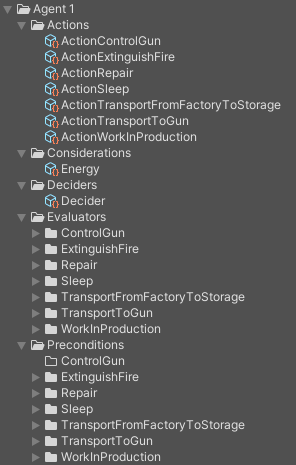 Agent 1
Actions
ActionControlGun
ActionExtinguishFire
ActionRepair
ActionSleep
ActionTransportFromFactoryToStorage
ActionTransportToGun
ActionWorkInProduction
Considerations
Energy
Deciders
Decider
Evaluators
ControlGun
ExtinguishFire
Repair
Sleep
TransportFromFactoryToStorage
TransportToGun
WorkInProduction
Preconditions
ControlGun
ExtinguishFire
Repair
Sleep
TransportFromFactoryToStorage
TransportToGun
WorkInProduction